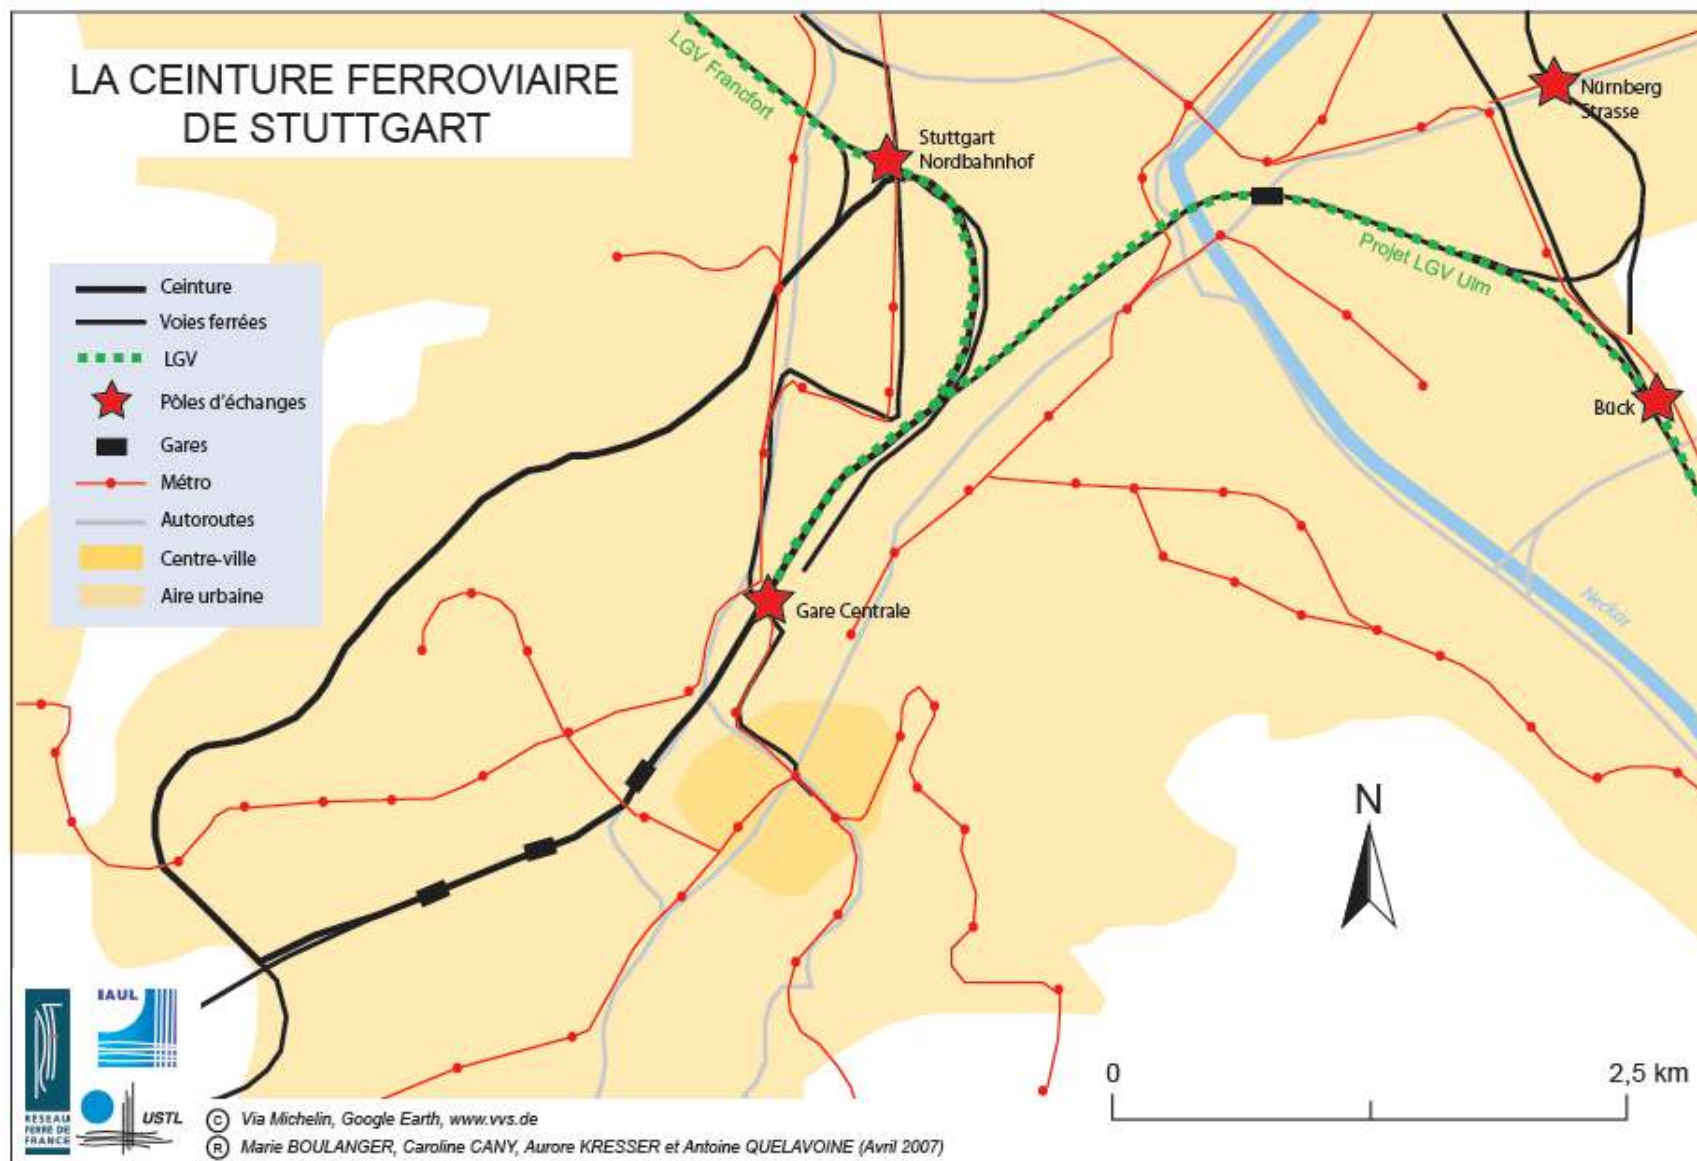 LA CEINTURE FERROVIAIRE
DE STUTTGART
LGV Francfort
Stuttgart
Nordbahnhof
Nürnberg
Strasse
Projet LGV Ulm
Bück
Ceinture
Voies ferrées
LGV
Pôles d'échanges
Gares
Métro
Autoroutes
Centre-ville
Aire urbaine
Gare Centrale
Neckar
N
0 2,5 km
IAUL
RESEAU
FERRE DE
FRANCE
USTL
C Via Michelin, Google Earth, www.vvs.de
R Marie BOULANGER, Caroline CANY, Aurore KRESSER et Antoine QUELAVOINE (Avril 2007)